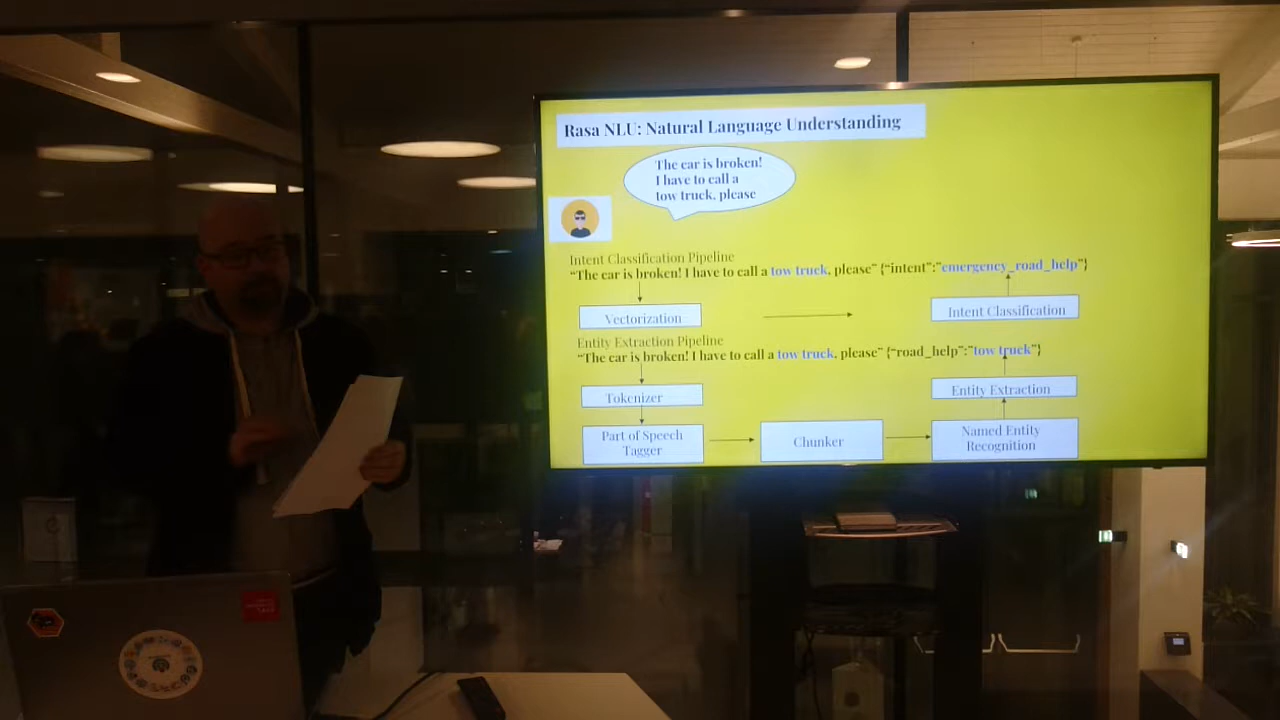 Rasa NLU: Natural Language Understanding
The car is broken!
I have to call a
tow truck, please
Intent Classification Pipeline
“The car is broken! I have to call a tow truck, please” {“intent”:”emergency_road_help”}
Vectorization
Intent Classification
Entity Extraction Pipeline
“The car is broken! I have to call a tow truck, please” {“road_help”:”tow truck”}
Tokenizer
Entity Extraction
Part of Speech
Tagger
Chunker
Named Entity
Recognition